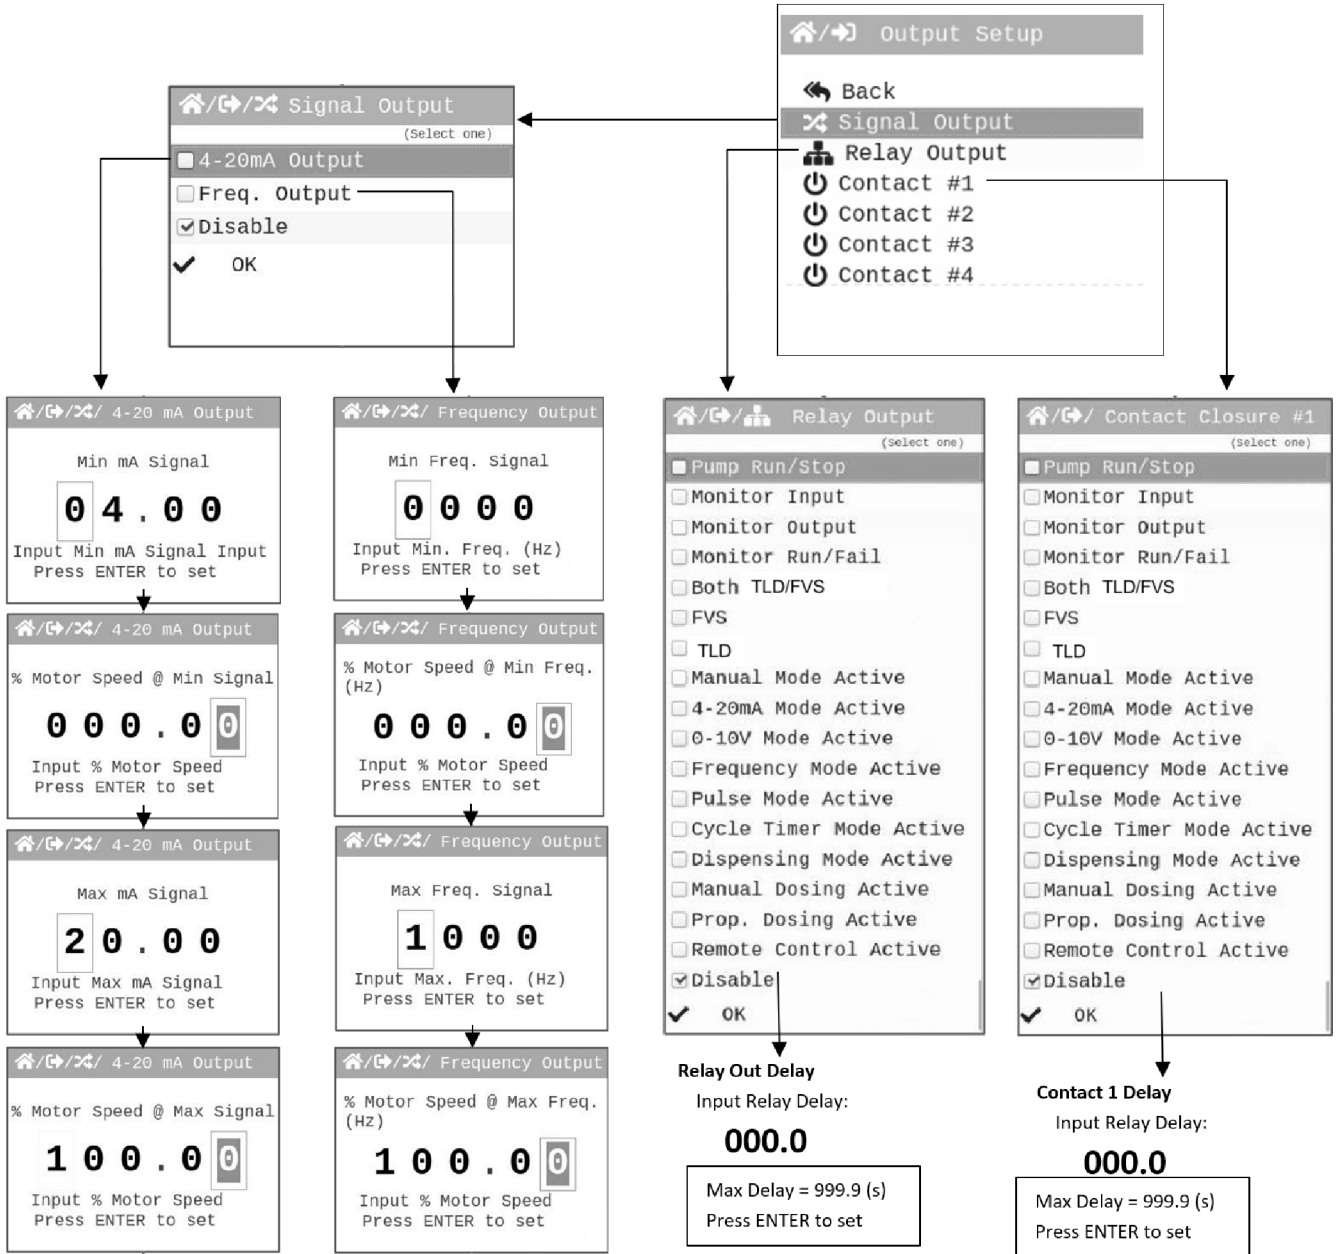 Output Setup
Back
Signal Output
Relay Output
Contact #1
Contact #2
Contact #3
Contact #4
Signal Output
(Select one)
4-20mA Output
Freq. Output
Disable
OK
4-20 mA Output
Min mA Signal
04.00
Input Min mA Signal Input
Press ENTER to set
4-20 mA Output
% Motor Speed @ Min Signal
000.00
Input % Motor Speed
Press ENTER to set
4-20 mA Output
Max mA Signal
20.00
Input Max mA Signal
Press ENTER to set
4-20 mA Output
% Motor Speed @ Max Signal
100.00
Input % Motor Speed
Press ENTER to set
Frequency Output
Min Freq. Signal
0000
Input Min. Freq. (Hz)
Press ENTER to set
Frequency Output
% Motor Speed @ Min Freq.
(Hz)
000.00
Input % Motor Speed
Press ENTER to set
Frequency Output
Max Freq. Signal
1000
Input Max. Freq. (Hz)
Press ENTER to set
Frequency Output
% Motor Speed @ Max Freq.
(Hz)
100.00
Input % Motor Speed
Press ENTER to set
Relay Output
(Select one)
Pump Run/Stop
Monitor Input
Monitor Output
Monitor Run/Fail
Both TLD/FVS
FVS
TLD
Manual Mode Active
4-20mA Mode Active
0-10V Mode Active
Frequency Mode Active
Pulse Mode Active
Cycle Timer Mode Active
Dispensing Mode Active
Manual Dosing Active
Prop. Dosing Active
Remote Control Active
Disable
OK
Relay Out Delay
Input Relay Delay:
000.0
Max Delay = 999.9 (s)
Press ENTER to set
Contact Closure #1
(Select one)
Pump Run/Stop
Monitor Input
Monitor Output
Monitor Run/Fail
Both TLD/FVS
FVS
TLD
Manual Mode Active
4-20mA Mode Active
0-10V Mode Active
Frequency Mode Active
Pulse Mode Active
Cycle Timer Mode Active
Dispensing Mode Active
Manual Dosing Active
Prop. Dosing Active
Remote Control Active
Disable
OK
Contact 1 Delay
Input Relay Delay:
000.0
Max Delay = 999.9 (s)
Press ENTER to set